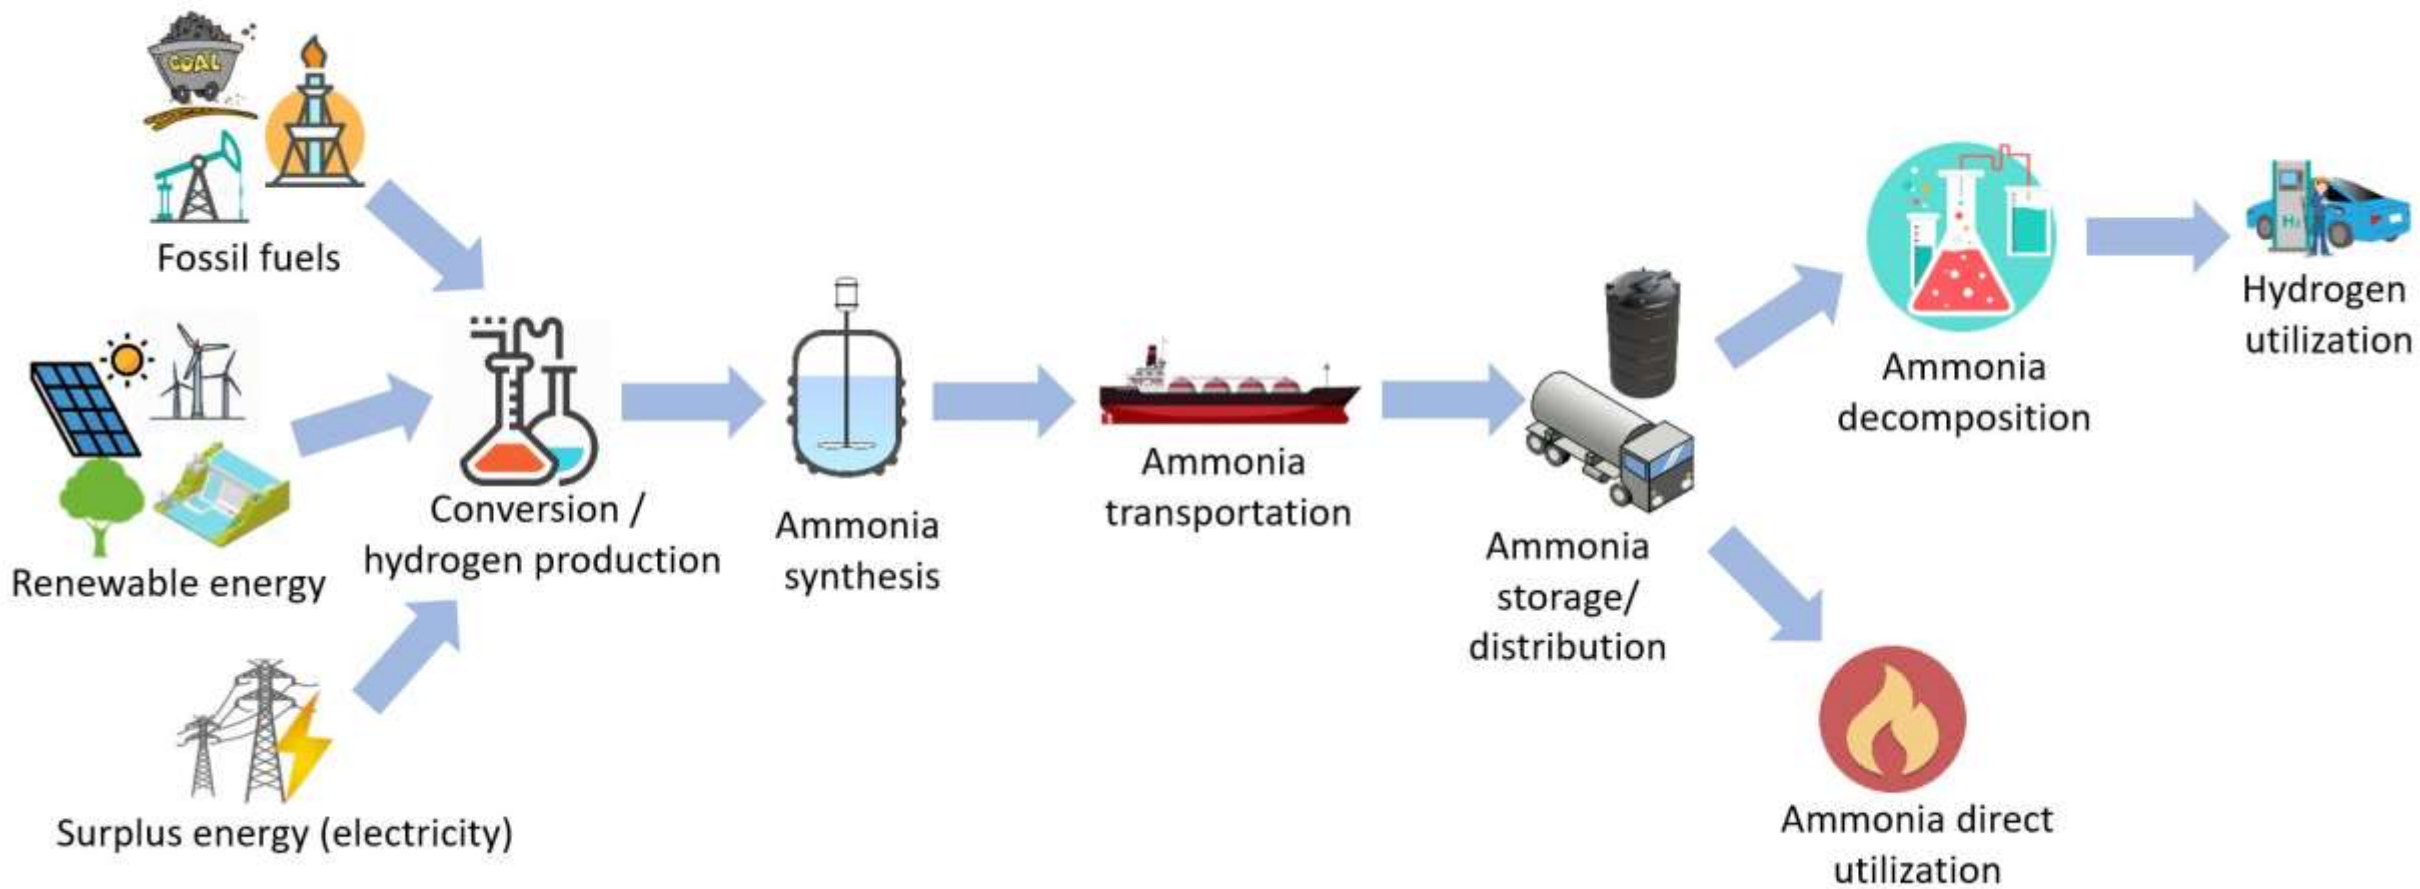 COAL
Fossil fuels
Renewable energy
Surplus energy (electricity)
Conversion /
hydrogen production
Ammonia
synthesis
Ammonia
transportation
Ammonia
storage/
distribution
Ammonia
decomposition
H₂
Hydrogen
utilization
Ammonia direct
utilization